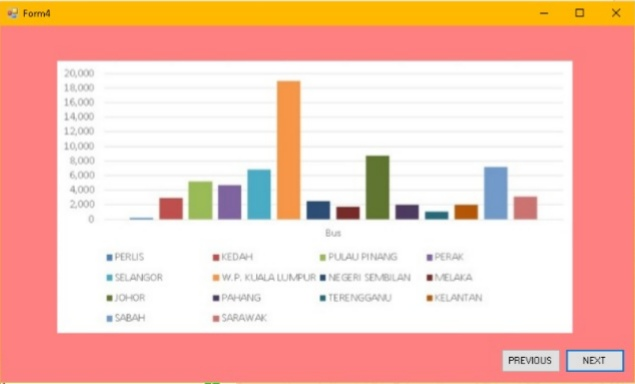 Form4
20,000
18,000
16,000
14,000
12,000
10,000
8,000
6,000
4,000
2,000
0
Bus
PERLIS KEDAH PULAU PINANG PERAK
SELANGOR W.P. KUALA LUMPUR NEGERI SEMBILAN MELAKA
JOHOR PAHANG TERENGGANU KELANTAN
SABAH SARAWAK
PREVIOUS NEXT